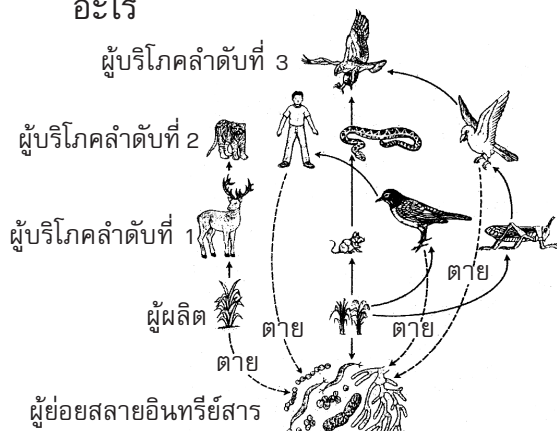 อะไร
ผู้บริโภคลำดับที่ 3
ผู้บริโภคลำดับที่ 2
ผู้บริโภคลำดับที่ 1
ตาย
ผู้ผลิต
ตาย
ตาย
ตาย
ผู้ย่อยสลายอินทรีย์สาร